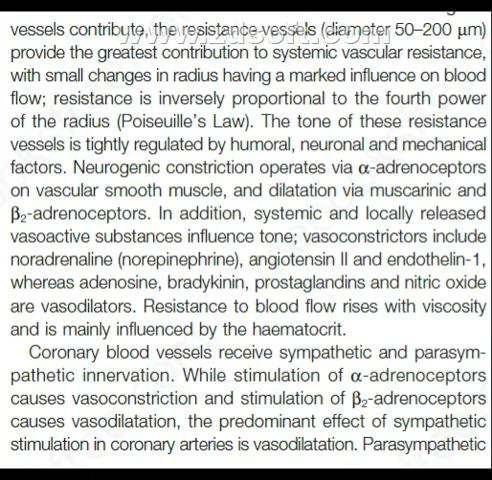 vessels contribute, the resistance vessels (diameter 50–200 μm)
provide the greatest contribution to systemic vascular resistance,
with small changes in radius having a marked influence on blood
flow; resistance is inversely proportional to the fourth power
of the radius (Poiseuille's Law). The tone of these resistance
vessels is tightly regulated by humoral, neuronal and mechanical
factors. Neurogenic constriction operates via α-adrenoceptors
on vascular smooth muscle, and dilatation via muscarinic and
β₂-adrenoceptors. In addition, systemic and locally released
vasoactive substances influence tone; vasoconstrictors include
noradrenaline (norepinephrine), angiotensin II and endothelin-1,
whereas adenosine, bradykinin, prostaglandins and nitric oxide
are vasodilators. Resistance to blood flow rises with viscosity
and is mainly influenced by the haematocrit.
Coronary blood vessels receive sympathetic and parasym-
pathetic innervation. While stimulation of α-adrenoceptors
causes vasoconstriction and stimulation of β₂-adrenoceptors
causes vasodilatation, the predominant effect of sympathetic
stimulation in coronary arteries is vasodilatation. Parasympathetic